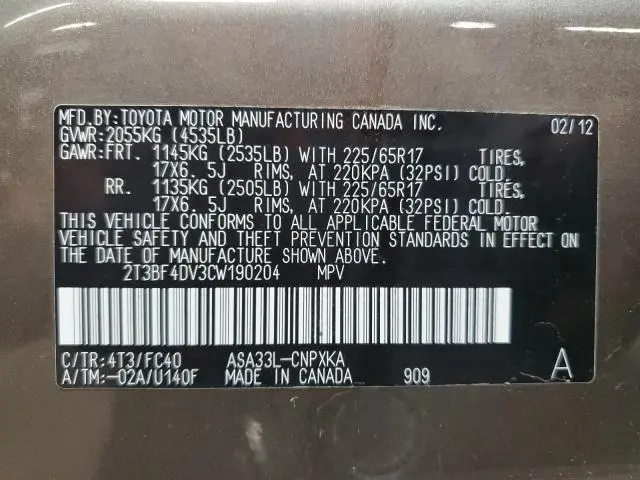 MFD.BY:TOYOTA MOTOR MANUFACTURING CANADA INC. 02/12
GVWR:2055KG (4535LB)
GAWR:FRT. 1145KG (2535LB) WITH 225/65R17 TIRES,
17X6.5J RIMS, AT 220KPA (32PSI) COLD.
RR. 1135KG (2505LB) WITH 225/65R17 TIRES,
17X6.5J RIMS, AT 220KPA (32PSI) COLD.
THIS VEHICLE CONFORMS TO ALL APPLICABLE FEDERAL MOTOR
VEHICLE SAFETY AND THEFT PREVENTION STANDARDS IN EFFECT ON
THE DATE OF MANUFACTURE SHOWN ABOVE.
2T3BF4DV3CW190204 MPV
C/TR:4T3/FC40 ASA33L-CNPXKA A
A/TM:-02A/U140F MADE IN CANADA 909